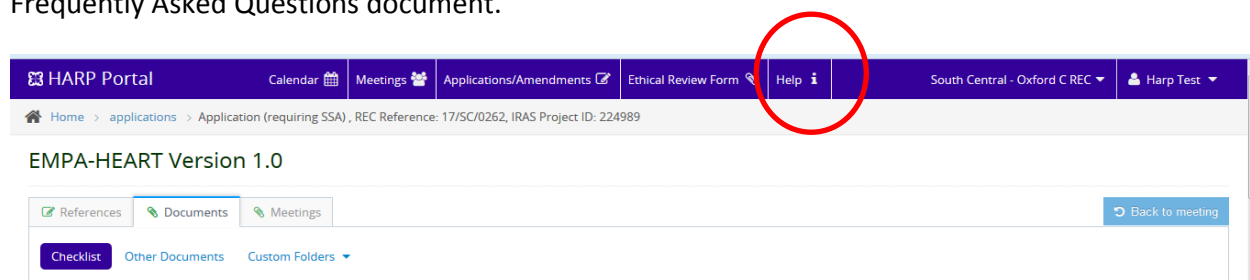 Frequently Asked Questions document.
HARP Portal Calendar Meetings Applications/Amendments Ethical Review Form Help South Central - Oxford C REC Harp Test
Home > applications > Application (requiring SSA) , REC Reference: 17/SC/0262, IRAS Project ID: 224989
EMPA-HEART Version 1.0
References Documents Meetings Back to meeting
Checklist Other Documents Custom Folders